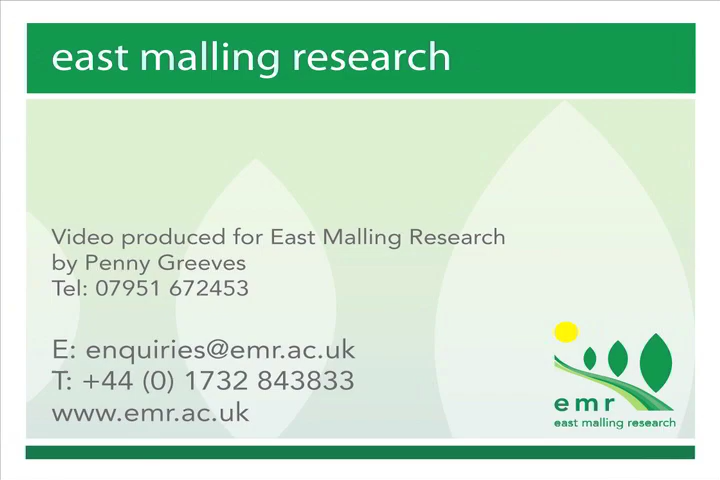 east malling research
Video produced for East Malling Research
by Penny Greeves
Tel: 07951 672453
E: enquiries@emr.ac.uk
T: +44 (0) 1732 843833
www.emr.ac.uk
emr
east malling research